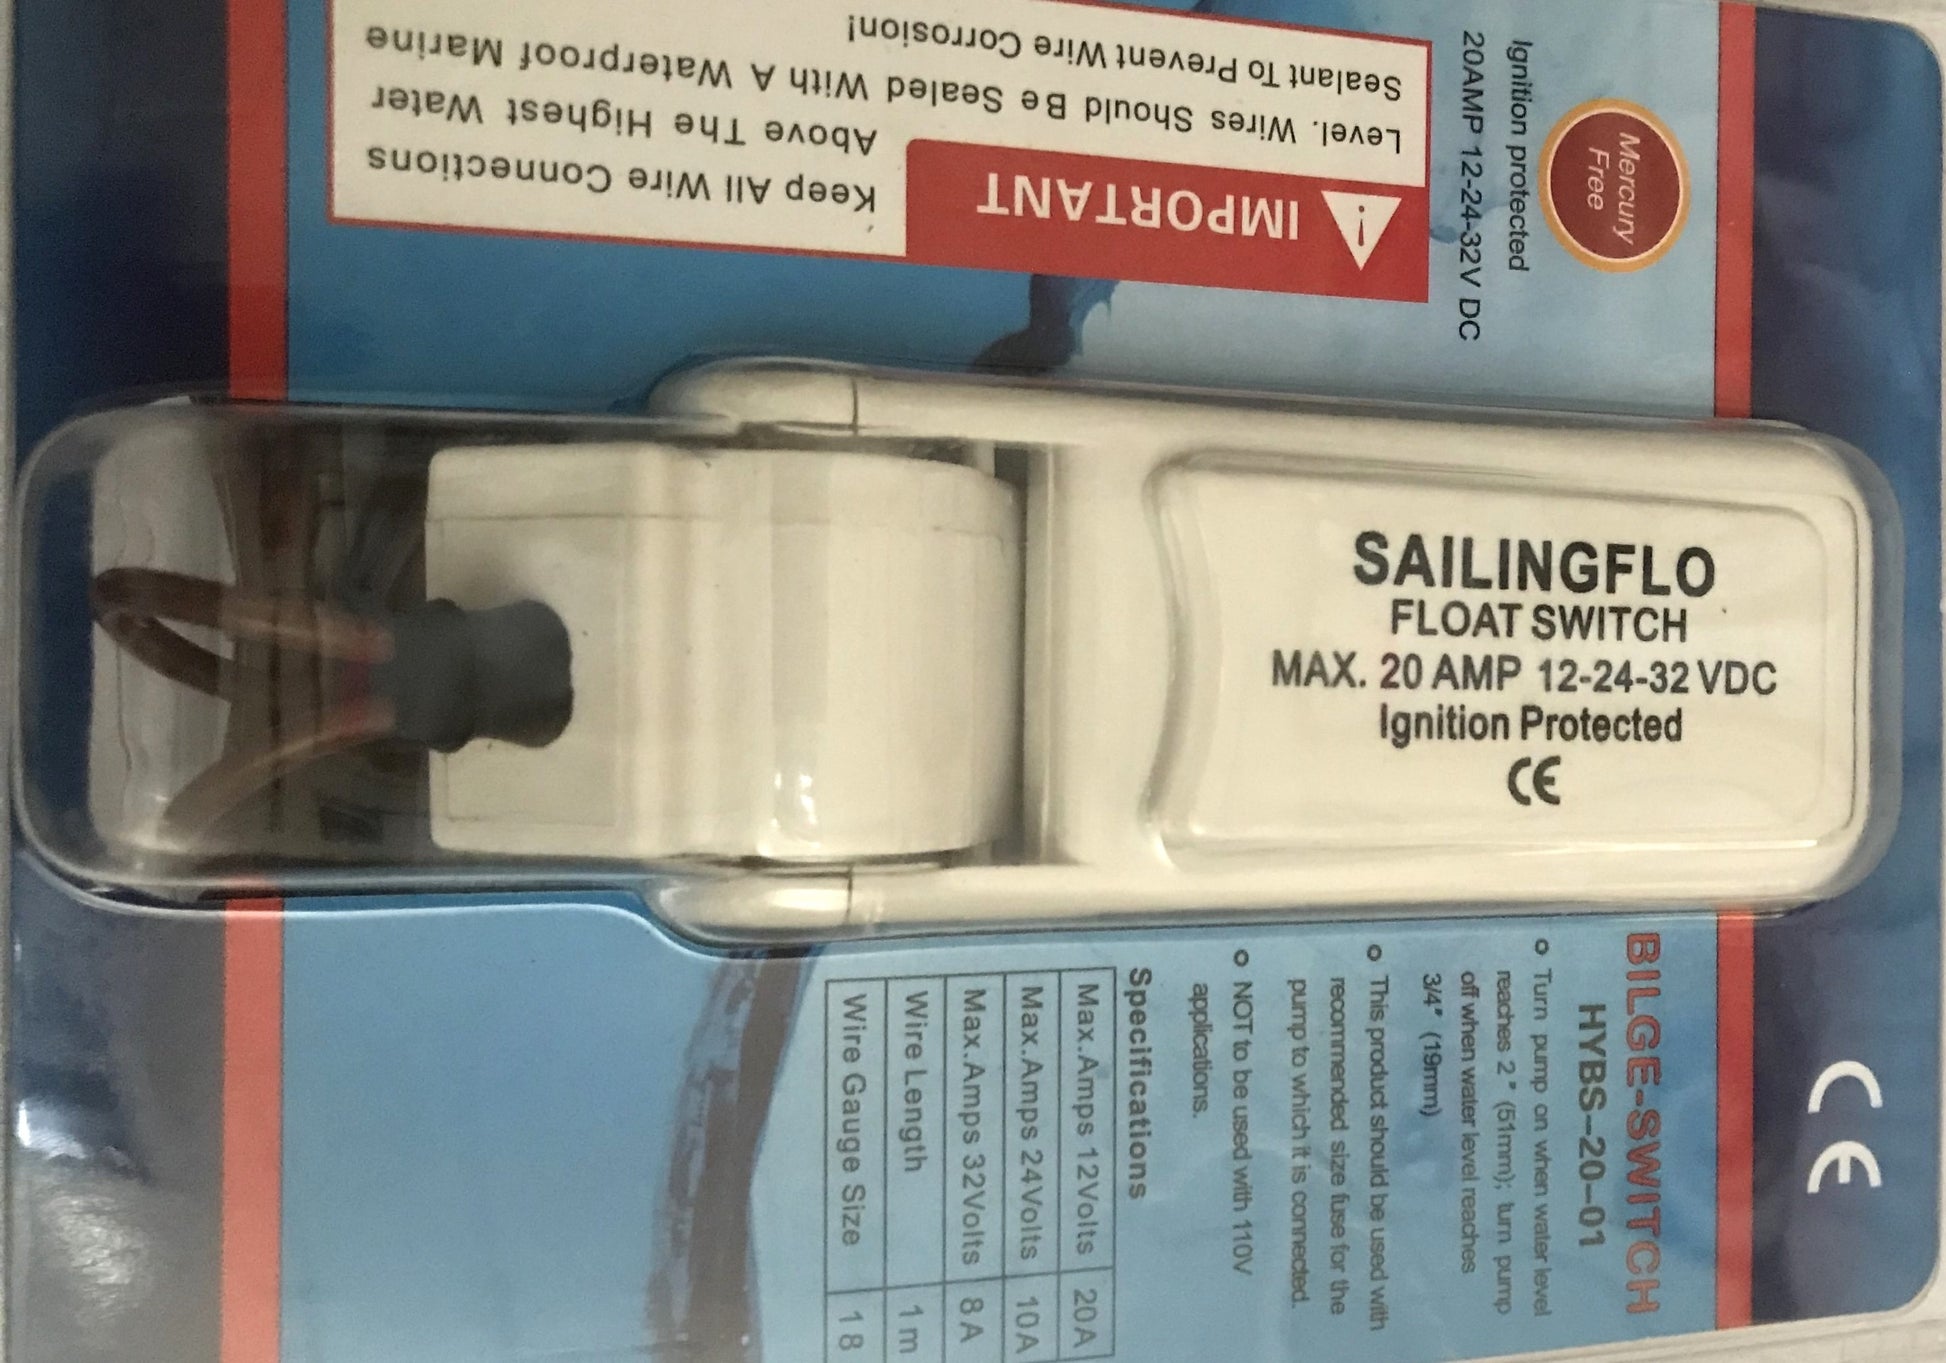 Mercury
Free
Ignition protected
20AMP 12-24-32V DC
IMPORTANT
Keep All Wire Connections
Above The Highest Water
Level. Wires Should Be Sealed With A Waterproof Marine
Sealant To Prevent Wire Corrosion!
SAILINGFLO
FLOAT SWITCH
MAX. 20 AMP 12-24-32 VDC
Ignition Protected
CE
CE
BILGE-SWITCH
HYBS-20-01
Turn pump on when water level
reaches 2" (51mm); turn pump
off when water level reaches
3/4" (19mm)
This product should be used with
recommended size fuse for the
pump to which it is connected.
NOT to be used with 110V
applications.
Specifications
Max.Amps 12Volts 20A
Max.Amps 24Volts 10A
Max.Amps 32Volts 8A
Wire Length 1m
Wire Gauge Size 18